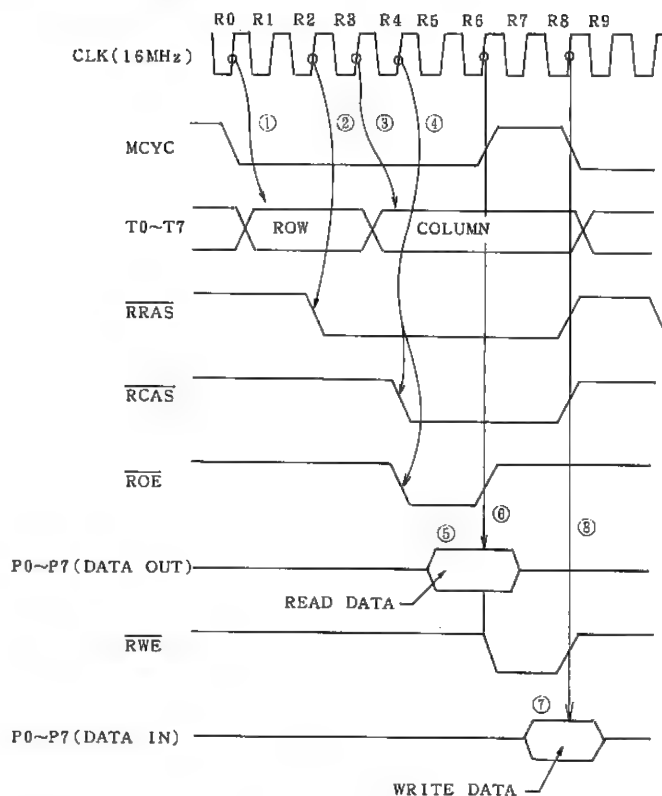 R0 R1 R2 R3 R4 R5 R6 R7 R8 R9
CLK(16MHz)
① ② ③ ④
MCYC
T0~T7 ROW COLUMN
RRAS
RCAS
ROE
⑤ ⑥ ⑧
P0~P7(DATA OUT)
READ DATA
RWE
⑦
P0~P7(DATA IN)
WRITE DATA